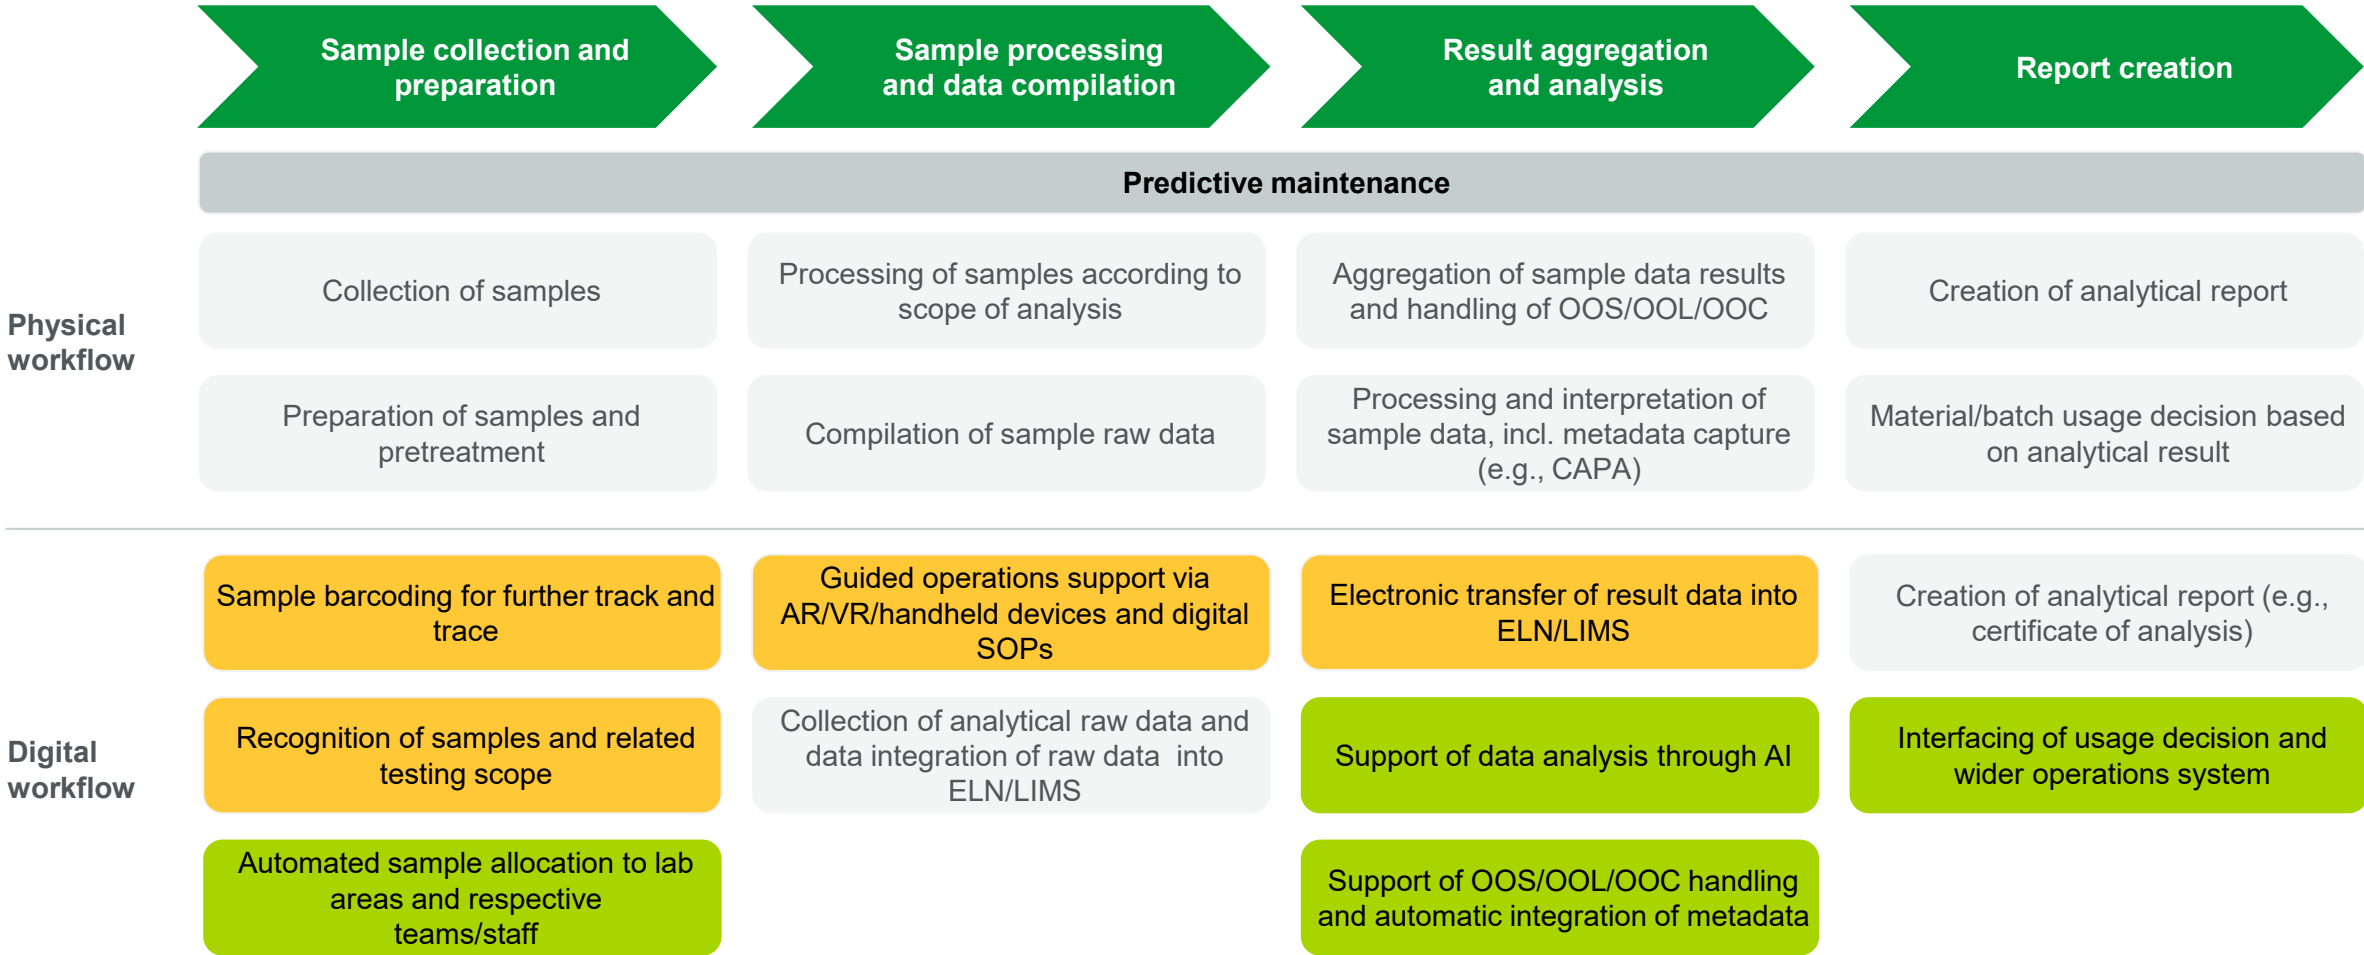 Sample collection and
preparation
Sample processing
and data compilation
Result aggregation
and analysis
Report creation
Predictive maintenance
Physical
workflow
Collection of samples
Processing of samples according to
scope of analysis
Aggregation of sample data results
and handling of OOS/OOL/OOC
Creation of analytical report
Preparation of samples and
pretreatment
Compilation of sample raw data
Processing and interpretation of
sample data, incl. metadata capture
(e.g., CAPA)
Material/batch usage decision based
on analytical result
Digital
workflow
Sample barcoding for further track and
trace
Guided operations support via
AR/VR/handheld devices and digital
SOPs
Electronic transfer of result data into
ELN/LIMS
Creation of analytical report (e.g.,
certificate of analysis)
Recognition of samples and related
testing scope
Collection of analytical raw data and
data integration of raw data  into
ELN/LIMS
Support of data analysis through AI
Interfacing of usage decision and
wider operations system
Automated sample allocation to lab
areas and respective
teams/staff
Support of OOS/OOL/OOC handling
and automatic integration of metadata